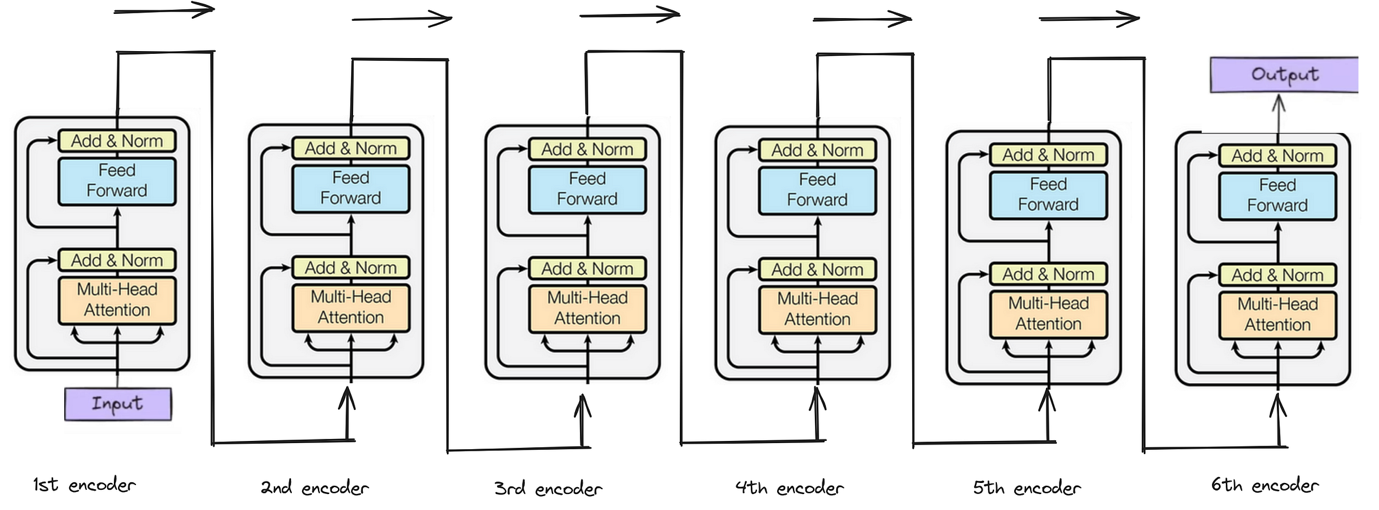 Add & Norm
Feed
Forward
Add & Norm
Multi-Head
Attention
Input
1st encoder
Add & Norm
Feed
Forward
Add & Norm
Multi-Head
Attention
2nd encoder
Add & Norm
Feed
Forward
Add & Norm
Multi-Head
Attention
3rd encoder
Add & Norm
Feed
Forward
Add & Norm
Multi-Head
Attention
4th encoder
Add & Norm
Feed
Forward
Add & Norm
Multi-Head
Attention
5th encoder
Output
Add & Norm
Feed
Forward
Add & Norm
Multi-Head
Attention
6th encoder